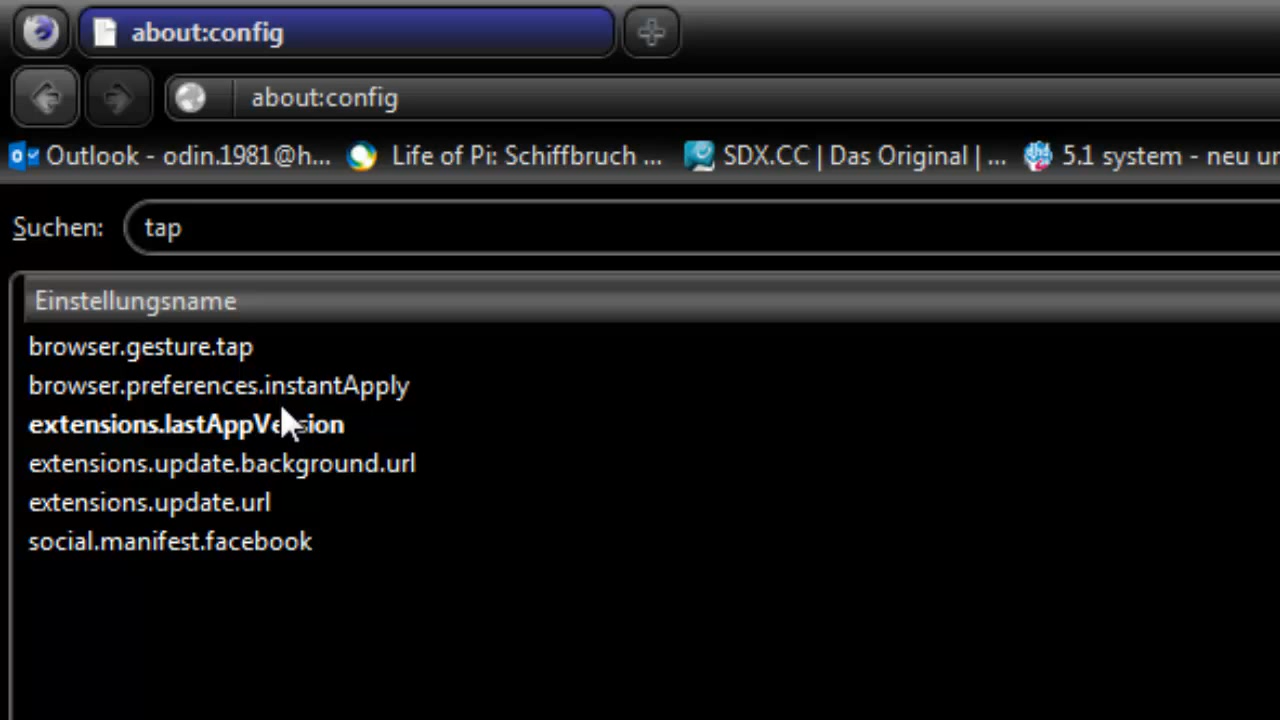 about:config
about:config
Outlook - odin.1981@h... Life of Pi: Schiffbruch ... SDX.CC | Das Original | ... 5.1 system - neu un
Suchen: tap
Einstellungsname
browser.gesture.tap
browser.preferences.instantApply
extensions.lastAppVersion
extensions.update.background.url
extensions.update.url
social.manifest.facebook